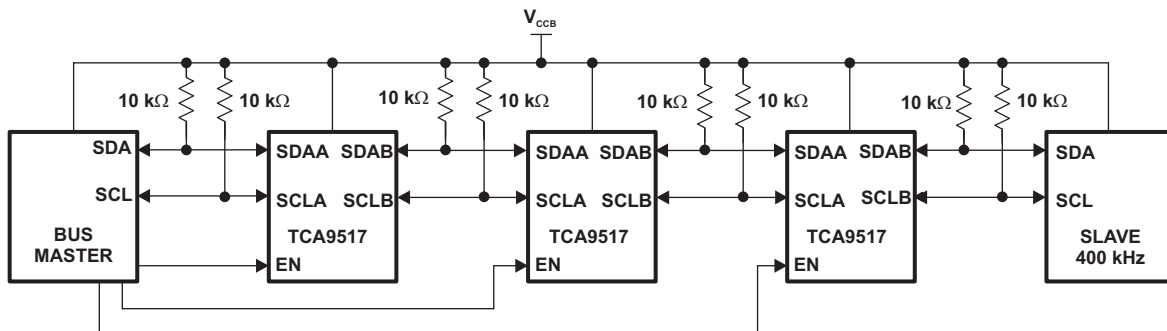 V_CCB
10 kΩ 10 kΩ 10 kΩ 10 kΩ 10 kΩ 10 kΩ 10 kΩ 10 kΩ
SDA SDAA SDAB SDAA SDAB SDAA SDAB SDA
SCL SCLA SCLB SCLA SCLB SCLA SCLB SCL
BUS MASTER
TCA9517
EN
TCA9517
EN
TCA9517
EN
SLAVE
400 kHz